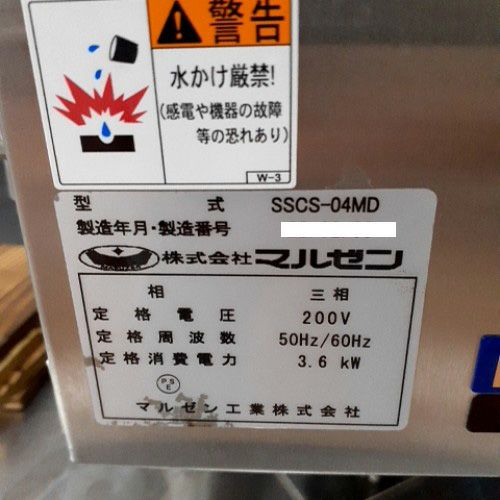 警告
水かけ厳禁!
(感電や機器の故障
等の恐れあり)
W-3
型 式 SSCS-04MD
製造年月・製造番号
MARUZEN 株式会社マルゼン
相 三相
定格電圧 200V
定格周波数 50Hz/60Hz
定格消費電力 3.6 kW
PSE
マルゼン工業株式会社